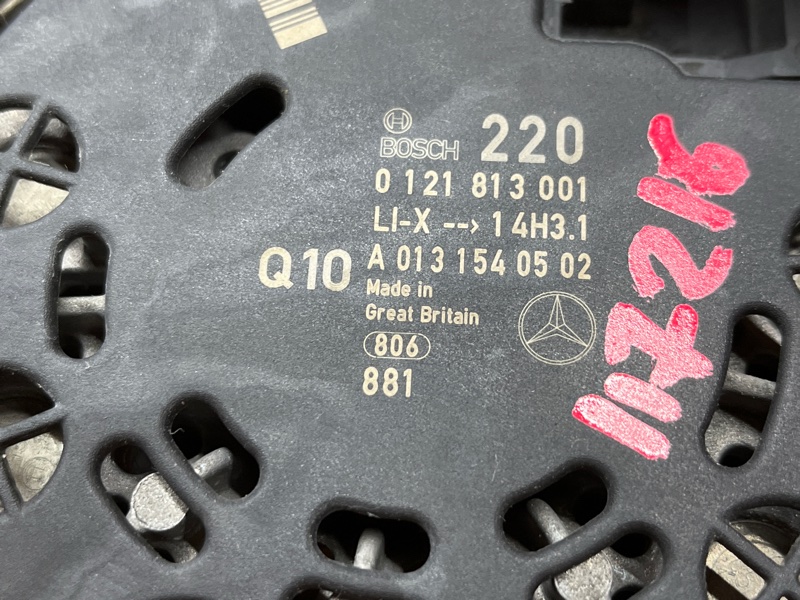 BOSCH 220
0 121 813 001
LI-X --> 14H3.1
Q10 A 013 154 05 02
Made in
Great Britain
806
881
117216